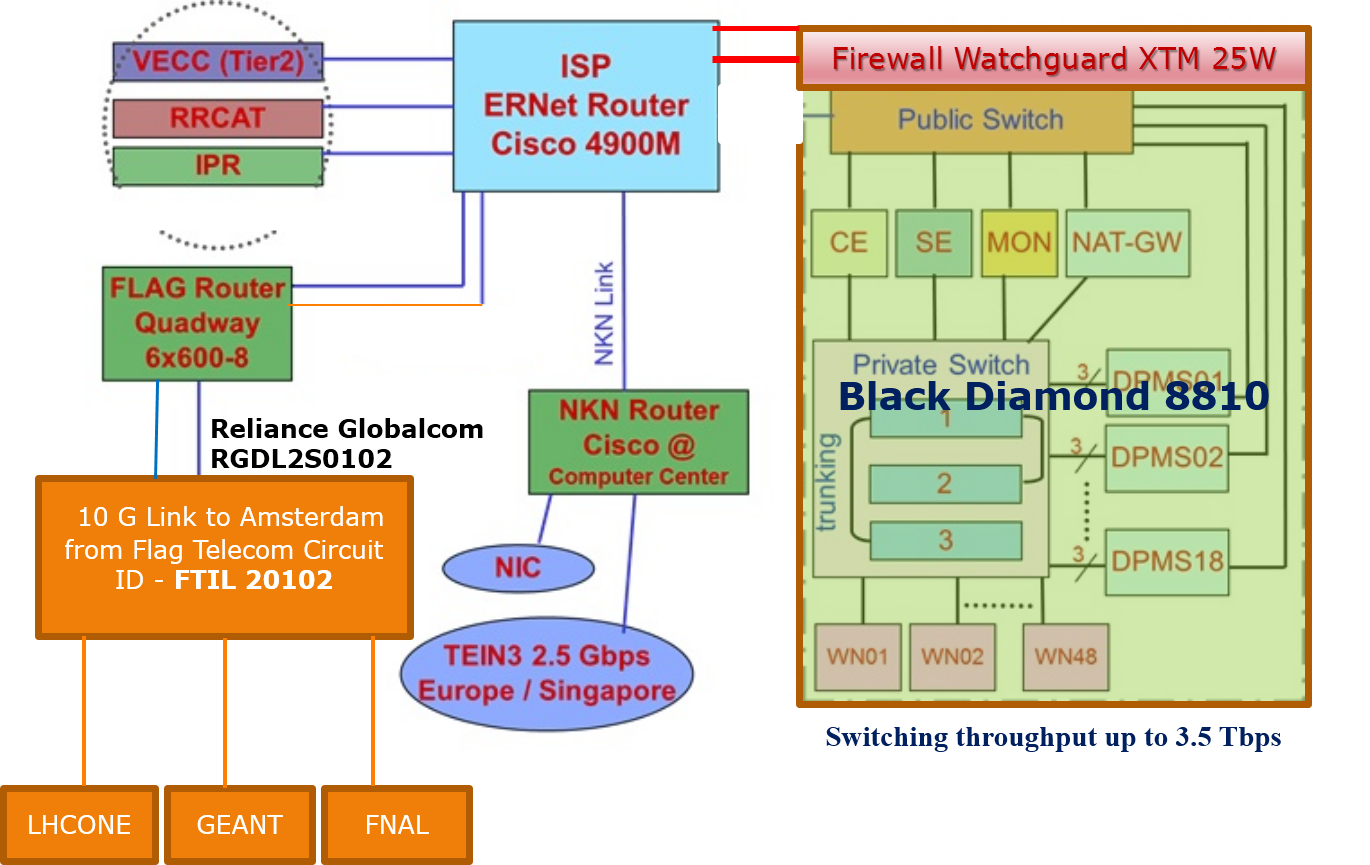 VECC (Tier2)
RRCAT
IPR
ISP
ERNet Router
Cisco 4900M
Firewall Watchguard XTM 25W
Public Switch
CE
SE
MON
NAT-GW
FLAG Router
Quadway
6x600-8
NKN Link
Private Switch
Black Diamond 8810
trunking
1
2
3
3
DPMS01
3
DPMS02
3
DPMS18
WN01
WN02
WN48
Reliance Globalcom
RGDL2S0102
NKN Router
Cisco @
Computer Center
10 G Link to Amsterdam
from Flag Telecom Circuit
ID - FTIL 20102
NIC
TEIN3 2.5 Gbps
Europe / Singapore
Switching throughput up to 3.5 Tbps
LHCONE
GEANT
FNAL